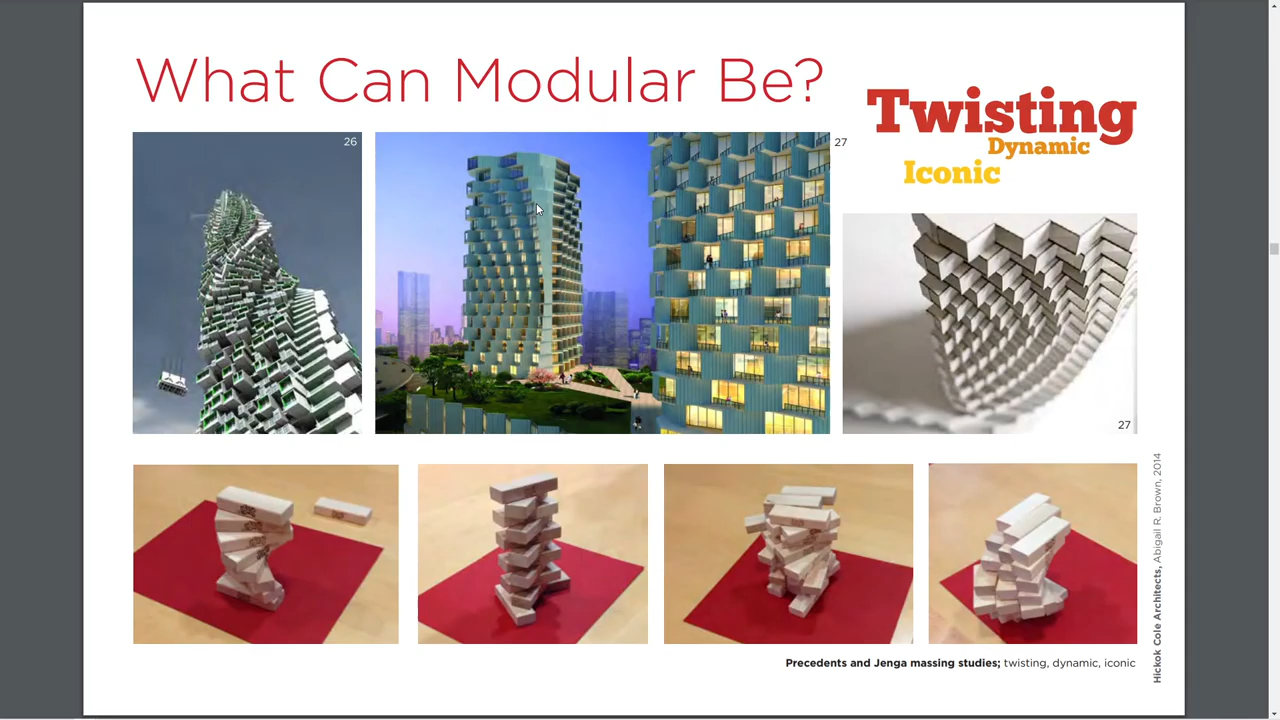 What Can Modular Be?
Twisting
Dynamic
Iconic
26
27
27
Precedents and Jenga massing studies; twisting, dynamic, iconic
Hickok Cole Architects, Abigail R. Brown, 2014